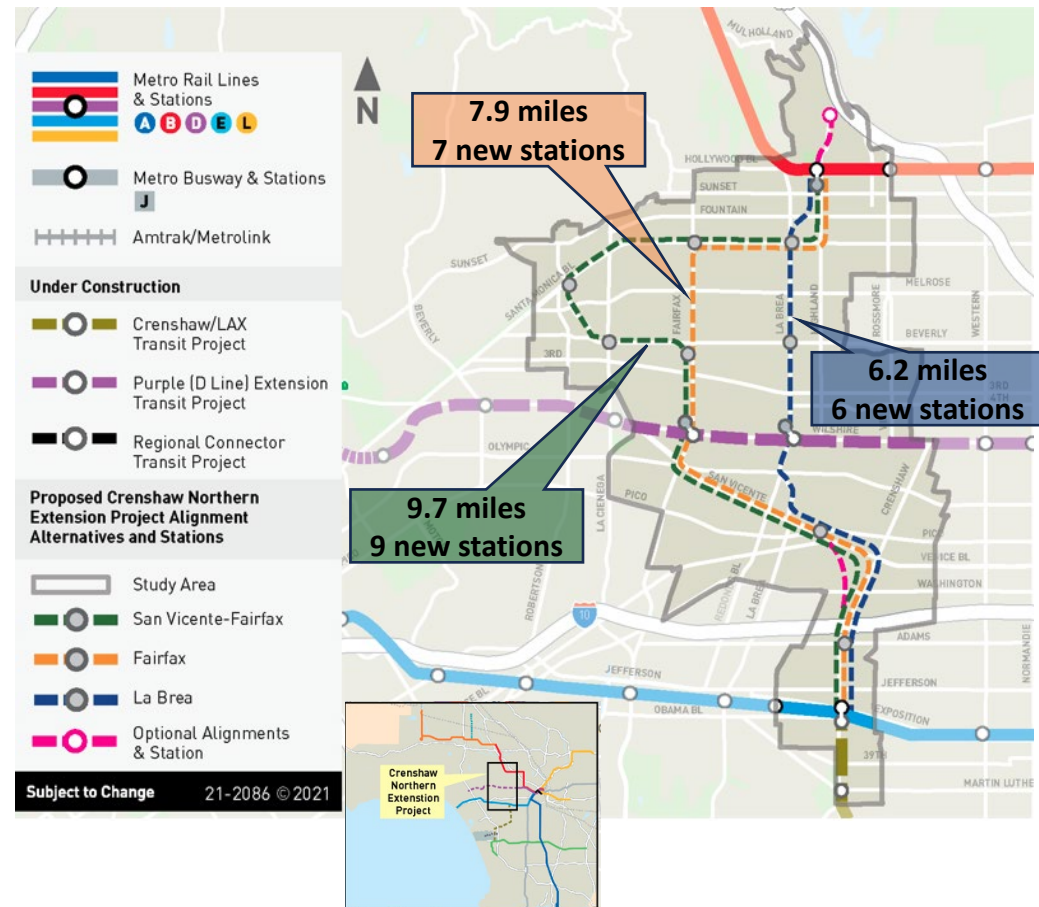 Metro Rail Lines
& Stations
A B D E L
Metro Busway & Stations
J
Amtrak/Metrolink
Under Construction
Crenshaw/LAX
Transit Project
Purple (D Line) Extension
Transit Project
Regional Connector
Transit Project
Proposed Crenshaw Northern
Extension Project Alignment
Alternatives and Stations
Study Area
San Vicente-Fairfax
Fairfax
La Brea
Optional Alignments
& Station
Subject to Change 21-2086 © 2021
N
7.9 miles
7 new stations
6.2 miles
6 new stations
9.7 miles
9 new stations
MULHOLLAND
HOLLYWOOD BL
SUNSET
FOUNTAIN
SUNSET
SANTA MONICA BL
BEVERLY
FAIRFAX
LA BREA
HIGHLAND
ROSSMORE
MELROSE
BEVERLY
WESTERN
3RD
3RD
4TH
WILSHIRE
OLYMPIC
LA CIENEGA
SAN VICENTE
CRENSHAW
PICO
PICO
VENICE BL
WASHINGTON
ROBERTSON
REDONDO BL
LA BREA
10
ADAMS
NORMANDIE
JEFFERSON
JEFFERSON
OBAMA BL
EXPOSITION
39TH
MARTIN LUTHE
Crenshaw
Northern
Extenstion
Project